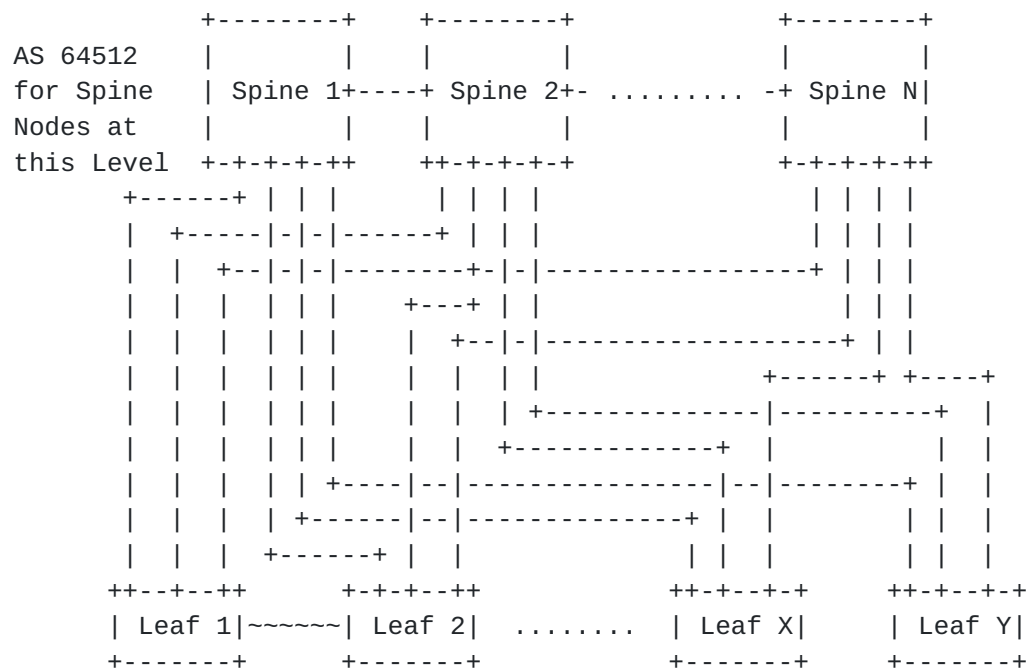 AS 64512
for Spine | Spine 1 Spine 2 ......... Spine N
Nodes at
this Level
Leaf 1 ~~~~~~ Leaf 2 ........ Leaf X Leaf Y